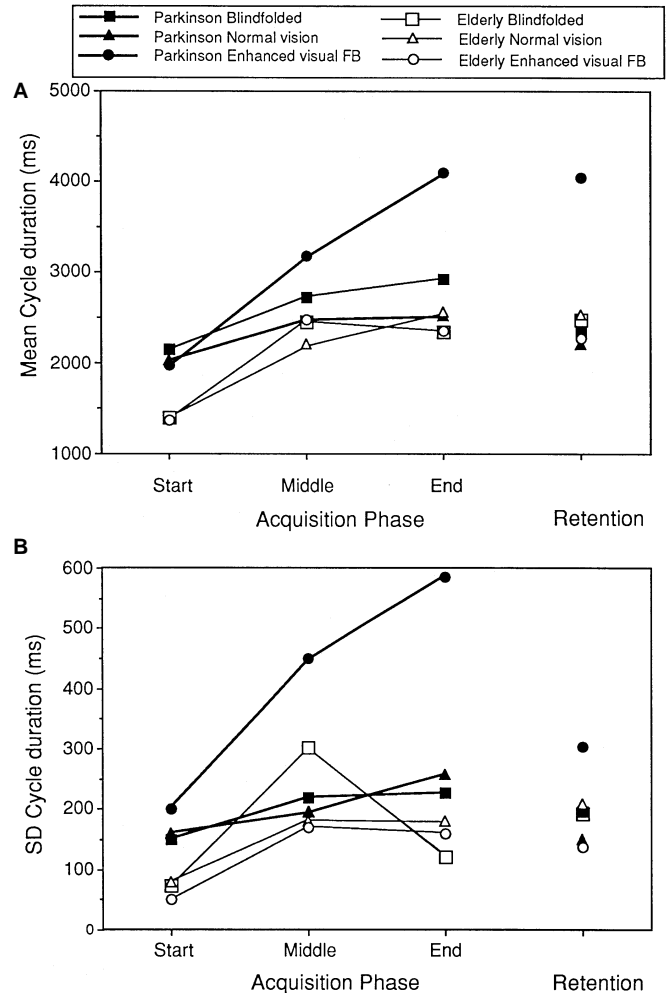 Parkinson Blindfolded
Parkinson Normal vision
Parkinson Enhanced visual FB
Elderly Blindfolded
Elderly Normal vision
Elderly Enhanced visual FB
A
Mean Cycle duration (ms)
5000
4000
3000
2000
1000
Start Middle End
Acquisition Phase Retention
B
SD Cycle duration (ms)
600
500
400
300
200
100
0
Start Middle End
Acquisition Phase Retention